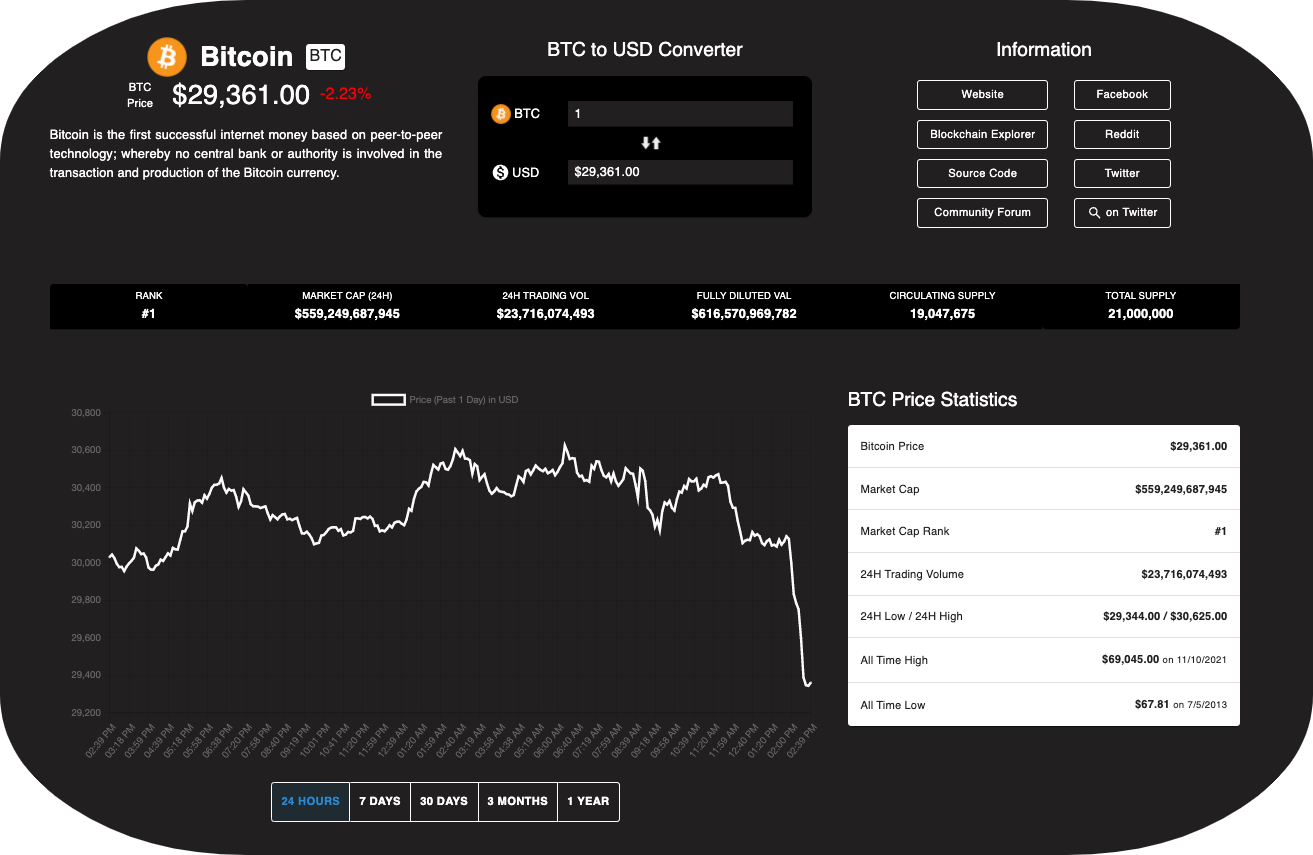 Bitcoin BTC
BTC
Price
$29,361.00 -2.23%
Bitcoin is the first successful internet money based on peer-to-peer
technology; whereby no central bank or authority is involved in the
transaction and production of the Bitcoin currency.
BTC to USD Converter
BTC 1
USD $29,361.00
Information
Website Facebook
Blockchain Explorer Reddit
Source Code Twitter
Community Forum on Twitter
RANK MARKET CAP (24H) 24H TRADING VOL FULLY DILUTED VAL CIRCULATING SUPPLY TOTAL SUPPLY
#1 $559,249,687,945 $23,716,074,493 $616,570,969,782 19,047,675 21,000,000
Price (Past 1 Day) in USD
30,800
30,600
30,400
30,200
30,000
29,800
29,600
29,400
29,200
02:39 PM 03:18 PM 03:59 PM 04:39 PM 05:18 PM 05:58 PM 06:38 PM 07:20 PM 07:58 PM 08:40 PM 09:19 PM 10:01 PM 10:41 PM 11:20 PM 11:59 PM 12:39 AM 01:20 AM 01:59 AM 02:40 AM 03:19 AM 03:58 AM 04:38 AM 05:19 AM 06:00 AM 06:40 AM 07:19 AM 07:59 AM 08:39 AM 09:18 AM 09:58 AM 10:39 AM 11:20 AM 11:59 AM 12:40 PM 01:20 PM 02:00 PM 02:39 PM
24 HOURS 7 DAYS 30 DAYS 3 MONTHS 1 YEAR
BTC Price Statistics
Bitcoin Price $29,361.00
Market Cap $559,249,687,945
Market Cap Rank #1
24H Trading Volume $23,716,074,493
24H Low / 24H High $29,344.00 / $30,625.00
All Time High $69,045.00 on 11/10/2021
All Time Low $67.81 on 7/5/2013